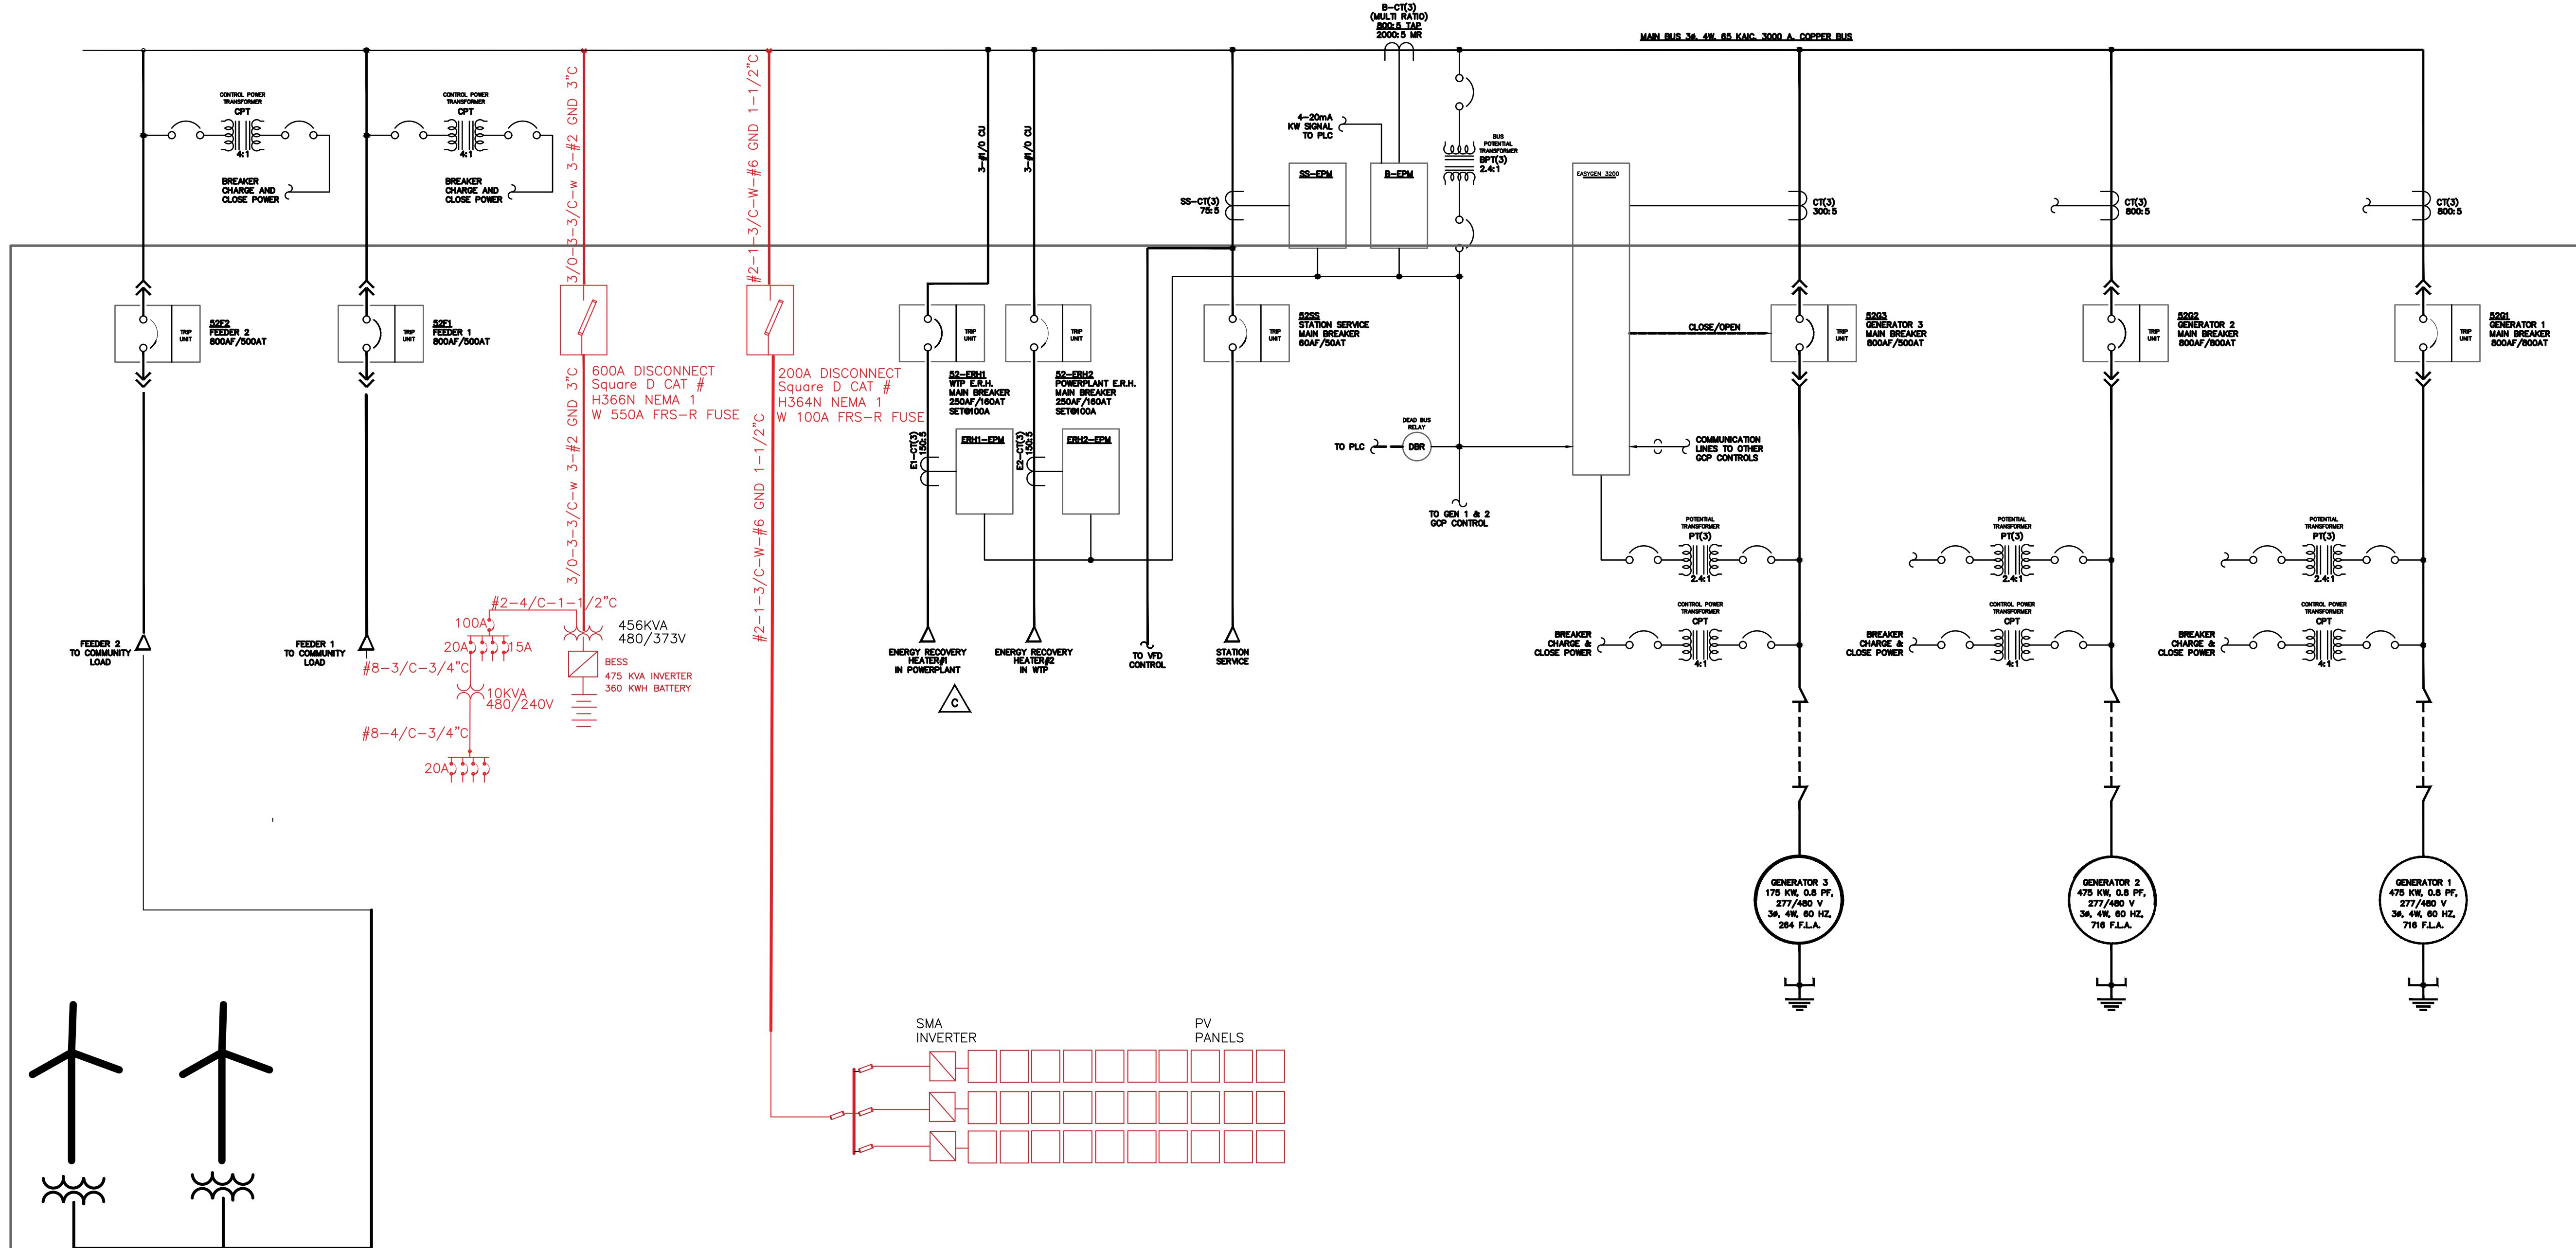 B-CT(3)
(MULTI RATIO)
800:5 TAP
2000:5 MR
MAIN BUS 3ø, 4W, 65 KAIC, 3000 A, COPPER BUS
CONTROL POWER
TRANSFORMER
CPT
4:1
BREAKER
CHARGE AND
CLOSE POWER
CONTROL POWER
TRANSFORMER
CPT
4:1
BREAKER
CHARGE AND
CLOSE POWER
3/0-3-3/C-w 3-#2 GND 3"C
#2-1-3/C-W-#6 GND 1-1/2"C
3-#1/0 CU
3-#1/0 CU
4-20mA
KW SIGNAL
TO PLC
SS-EPM
B-EPM
BUS
POTENTIAL
TRANSFORMER
BPT(3)
2.4:1
EASYGEN 3200
SS-CT(3)
75:5
CT(3)
300:5
CT(3)
800:5
CT(3)
800:5
TRIP
UNIT
52F2
FEEDER 2
800AF/500AT
TRIP
UNIT
52F1
FEEDER 1
800AF/500AT
600A DISCONNECT
Square D CAT #
H366N NEMA 1
W 550A FRS-R FUSE
200A DISCONNECT
Square D CAT #
H364N NEMA 1
W 100A FRS-R FUSE
TRIP
UNIT
52-ERH1
WTP E.R.H.
MAIN BREAKER
250AF/160AT
SET@100A
TRIP
UNIT
52-ERH2
POWERPLANT E.R.H.
MAIN BREAKER
250AF/160AT
SET@100A
TRIP
UNIT
52SS
STATION SERVICE
MAIN BREAKER
60AF/50AT
CLOSE/OPEN
TRIP
UNIT
52G3
GENERATOR 3
MAIN BREAKER
800AF/500AT
TRIP
UNIT
52G2
GENERATOR 2
MAIN BREAKER
800AF/800AT
TRIP
UNIT
52G1
GENERATOR 1
MAIN BREAKER
800AF/800AT
3/0-3-3/C-w 3-#2 GND 3"C
#2-1-3/C-W-#6 GND 1-1/2"C
E1-CT(3)
150:5
ERH1-EPM
E2-CT(3)
150:5
ERH2-EPM
TO PLC
DEAD BUS
RELAY
DBR
COMMUNICATION
LINES TO OTHER
GCP CONTROLS
TO GEN 1 & 2
GCP CONTROL
POTENTIAL
TRANSFORMER
PT(3)
2.4:1
POTENTIAL
TRANSFORMER
PT(3)
2.4:1
POTENTIAL
TRANSFORMER
PT(3)
2.4:1
CONTROL POWER
TRANSFORMER
CPT
4:1
BREAKER
CHARGE &
CLOSE POWER
CONTROL POWER
TRANSFORMER
CPT
4:1
BREAKER
CHARGE &
CLOSE POWER
CONTROL POWER
TRANSFORMER
CPT
4:1
BREAKER
CHARGE &
CLOSE POWER
FEEDER 2
TO COMMUNITY
LOAD
FEEDER 1
TO COMMUNITY
LOAD
#2-4/C-1-1/2"C
100A
20A
15A
456KVA
480/373V
#8-3/C-3/4"C
BESS
475 KVA INVERTER
360 KWH BATTERY
10KVA
480/240V
#8-4/C-3/4"C
20A
ENERGY RECOVERY
HEATER#1
IN POWERPLANT
ENERGY RECOVERY
HEATER#2
IN WTP
TO VFD
CONTROL
STATION
SERVICE
C
GENERATOR 3
175 KW, 0.8 PF,
277/480 V
3ø, 4W, 60 HZ,
264 F.L.A.
GENERATOR 2
475 KW, 0.8 PF,
277/480 V
3ø, 4W, 60 HZ,
716 F.L.A.
GENERATOR 1
475 KW, 0.8 PF,
277/480 V
3ø, 4W, 60 HZ,
716 F.L.A.
SMA
INVERTER
PV
PANELS